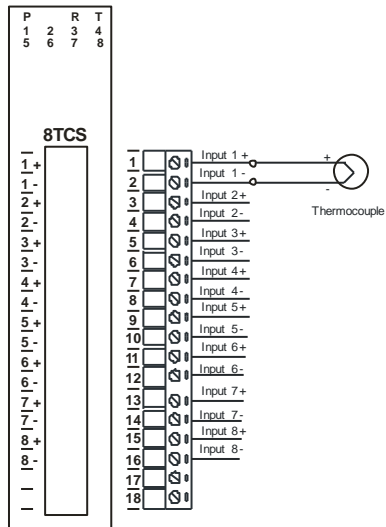 P R T
1 2 3 4
5 6 7 8
8TCS
1 +
1 -
2 +
2 -
3 +
3 -
4 +
4 -
5 +
5 -
6 +
6 -
7 +
7 -
8 +
8 -
1
2
3
4
5
6
7
8
9
10
11
12
13
14
15
16
17
18
Input 1 +
Input 1 -
Input 2+
Input 2-
Input 3+
Input 3-
Input 4+
Input 4-
Input 5+
Input 5-
Input 6+
Input 6-
Input 7+
Input 7-
Input 8+
Input 8-
+
-
Thermocouple